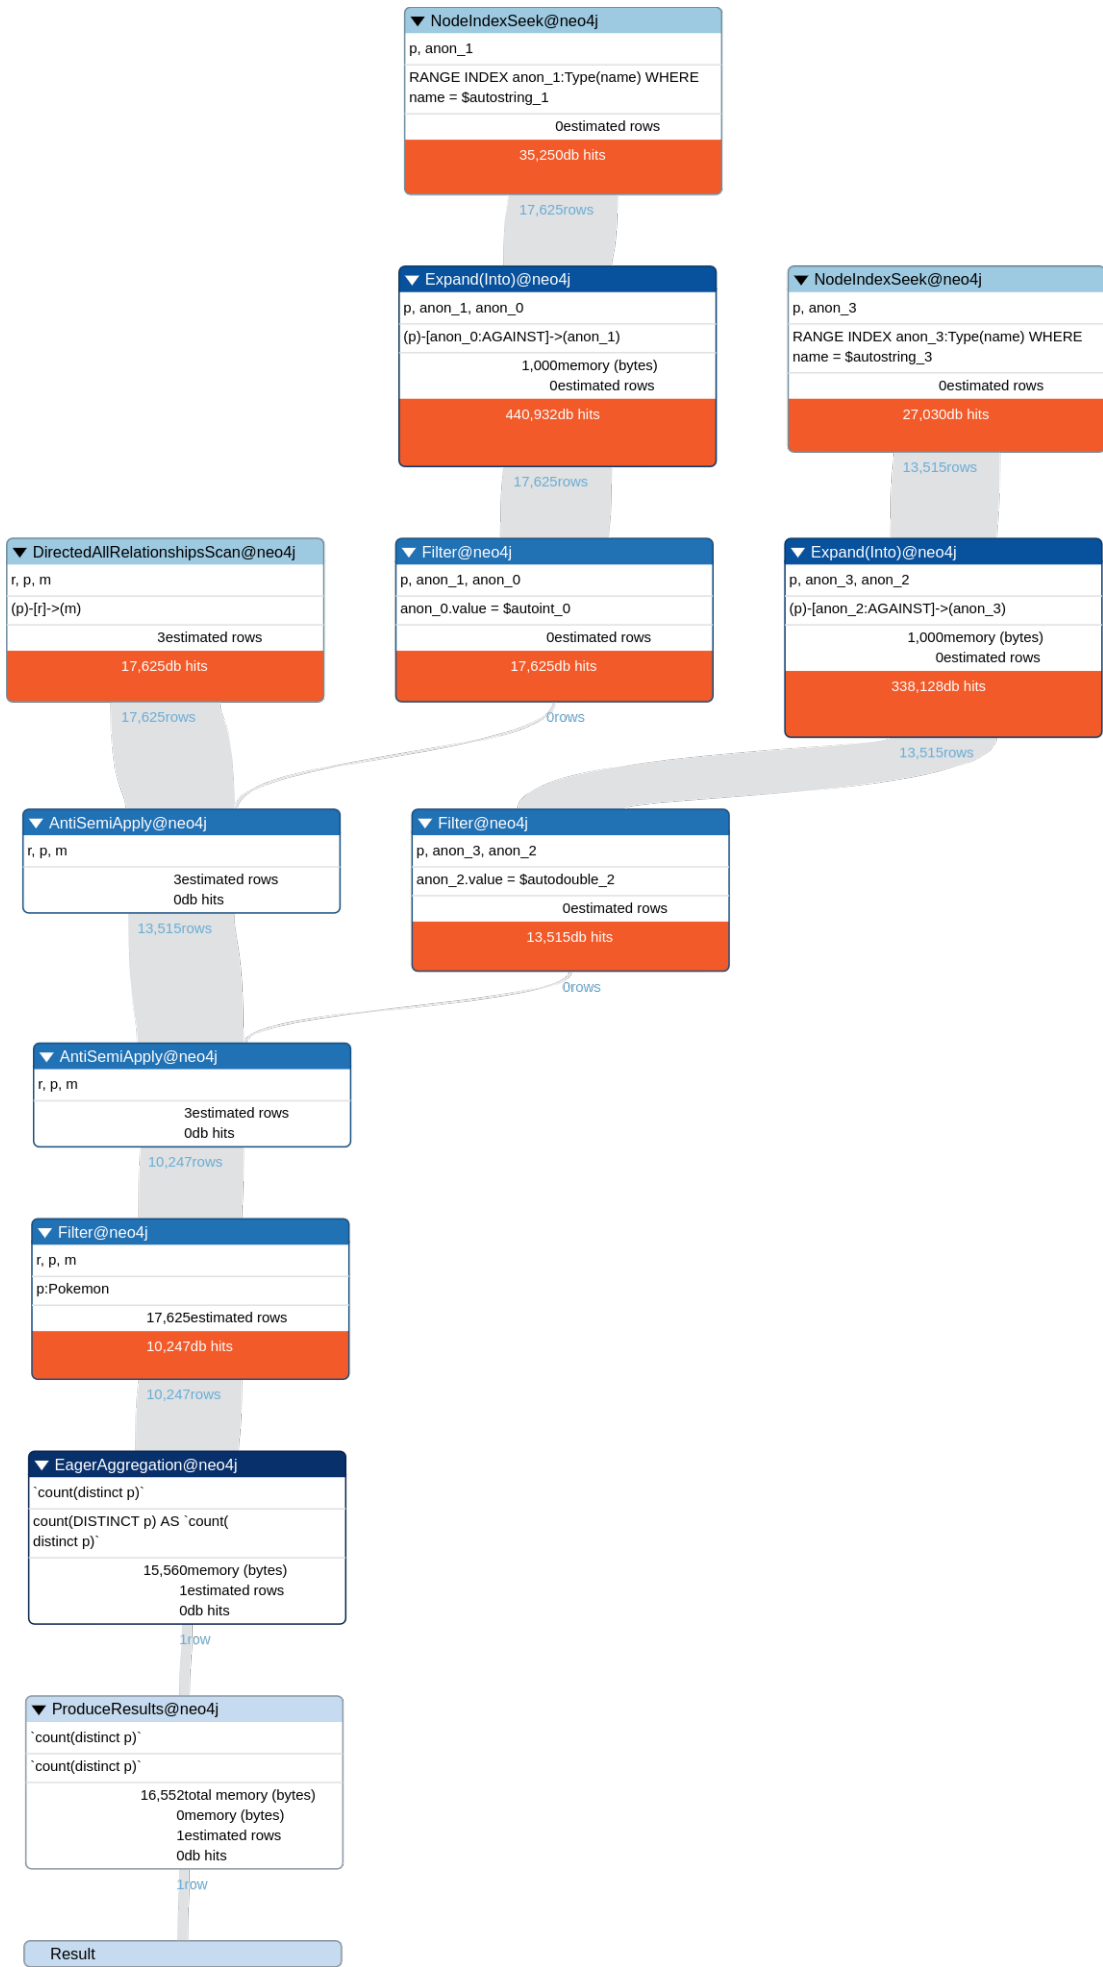 NodeIndexSeek@neo4j
p, anon_1
RANGE INDEX anon_1:Type(name) WHERE
name = $autostring_1
0estimated rows
35,250db hits
17,625rows
Expand(Into)@neo4j
p, anon_1, anon_0
(p)-[anon_0:AGAINST]->(anon_1)
1,000memory (bytes)
0estimated rows
440,932db hits
17,625rows
NodeIndexSeek@neo4j
p, anon_3
RANGE INDEX anon_3:Type(name) WHERE
name = $autostring_3
0estimated rows
27,030db hits
13,515rows
DirectedAllRelationshipsScan@neo4j
r, p, m
(p)-[r]->(m)
3estimated rows
17,625db hits
17,625rows
Filter@neo4j
p, anon_1, anon_0
anon_0.value = $autoint_0
0estimated rows
17,625db hits
0rows
Expand(Into)@neo4j
p, anon_3, anon_2
(p)-[anon_2:AGAINST]->(anon_3)
1,000memory (bytes)
0estimated rows
338,128db hits
13,515rows
AntiSemiApply@neo4j
r, p, m
3estimated rows
0db hits
13,515rows
Filter@neo4j
p, anon_3, anon_2
anon_2.value = $autodouble_2
0estimated rows
13,515db hits
0rows
AntiSemiApply@neo4j
r, p, m
3estimated rows
0db hits
10,247rows
Filter@neo4j
r, p, m
p:Pokemon
17,625estimated rows
10,247db hits
10,247rows
EagerAggregation@neo4j
`count(distinct p)`
count(DISTINCT p) AS `count(
distinct p)`
15,560memory (bytes)
1estimated rows
0db hits
1row
ProduceResults@neo4j
`count(distinct p)`
`count(distinct p)`
16,552total memory (bytes)
0memory (bytes)
1estimated rows
0db hits
1row
Result